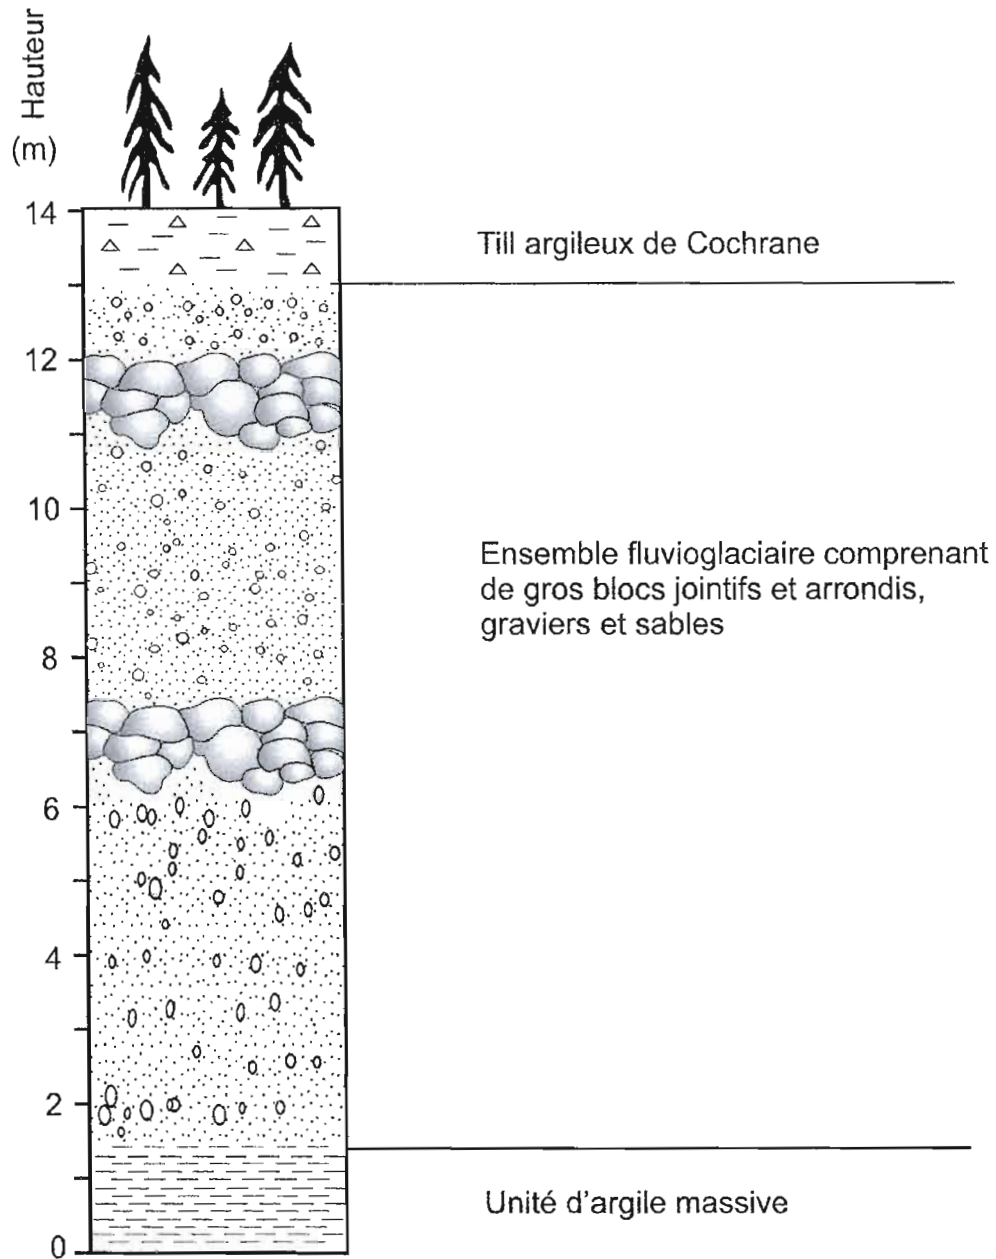 Hauteur
(m)
14
Till argileux de Cochrane
12
10
Ensemble fluvioglaciaire comprenant
de gros blocs jointifs et arrondis,
graviers et sables
8
6
4
2
Unité d'argile massive
0